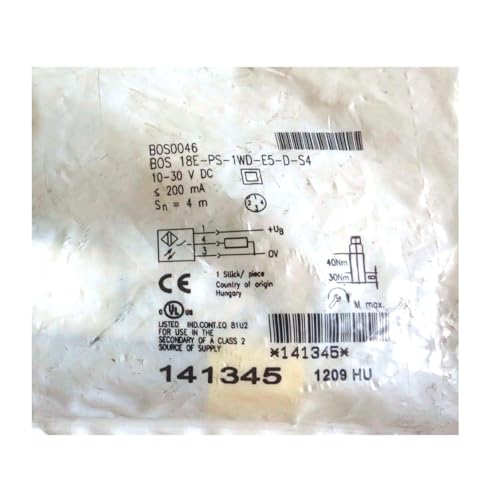 BOS0046
BOS 18E-PS-1WD-E5-D-S4
10-30 V DC
≤ 200 mA
Sn = 4 m
1 +UB
4
3 0V
40Nm
30Nm
M. max.
1 Stück/ piece
Country of origin
Hungary
CE
c UL US
LISTED IND.CONT.EQ 81U2
FOR USE IN THE
SECONDARY OF A CLASS 2
SOURCE OF SUPPLY
*141345*
141345 1209 HU